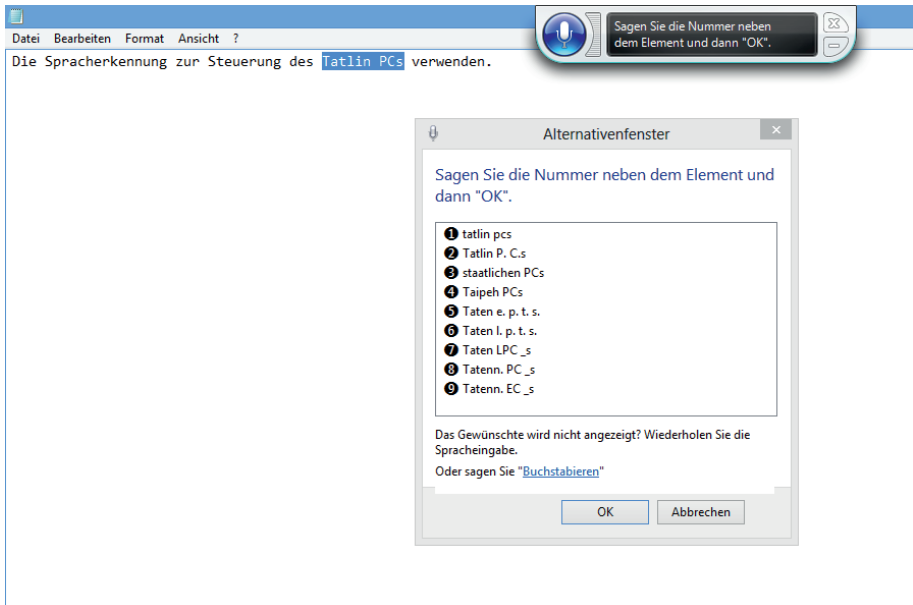 Sagen Sie die Nummer neben
dem Element und dann "OK".
Datei Bearbeiten Format Ansicht ?
Die Spracherkennung zur Steuerung des Tatlin PCs verwenden.
Alternativenfenster
Sagen Sie die Nummer neben dem Element und
dann "OK".
1 tatlin pcs
2 Tatlin P. C.s
3 staatlichen PCs
4 Taipeh PCs
5 Taten e. p. t. s.
6 Taten l. p. t. s.
7 Taten LPC _s
8 Tatenn. PC _s
9 Tatenn. EC _s
Das Gewünschte wird nicht angezeigt? Wiederholen Sie die
Spracheingabe.
Oder sagen Sie "Buchstabieren"
OK Abbrechen